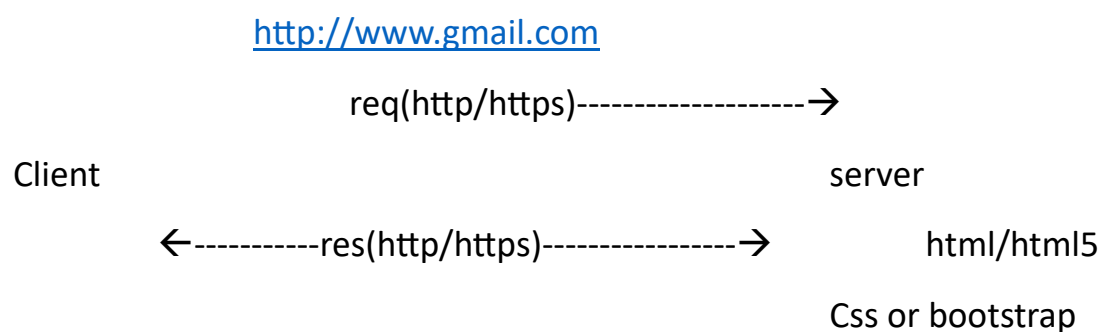 http://www.gmail.com
req(http/https)--------------------→
Client server
←-----------res(http/https)-----------------→ html/html5
Css or bootstrap